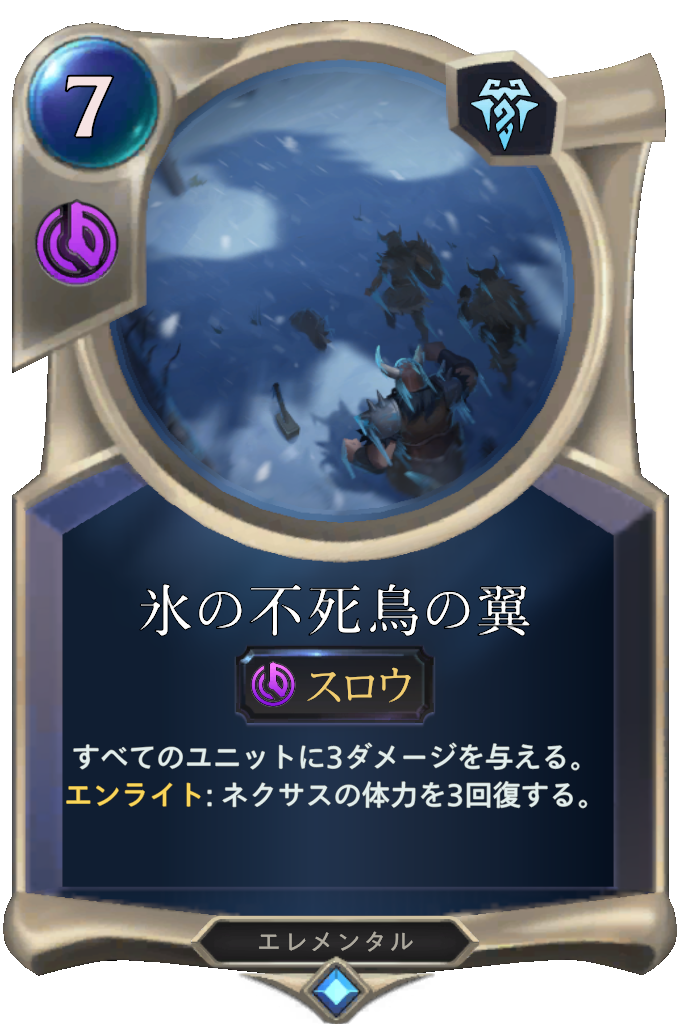 7
氷の不死鳥の翼
スロウ
すべてのユニットに3ダメージを与える。
エンライト: ネクサスの体力を3回復する。
エレメンタル